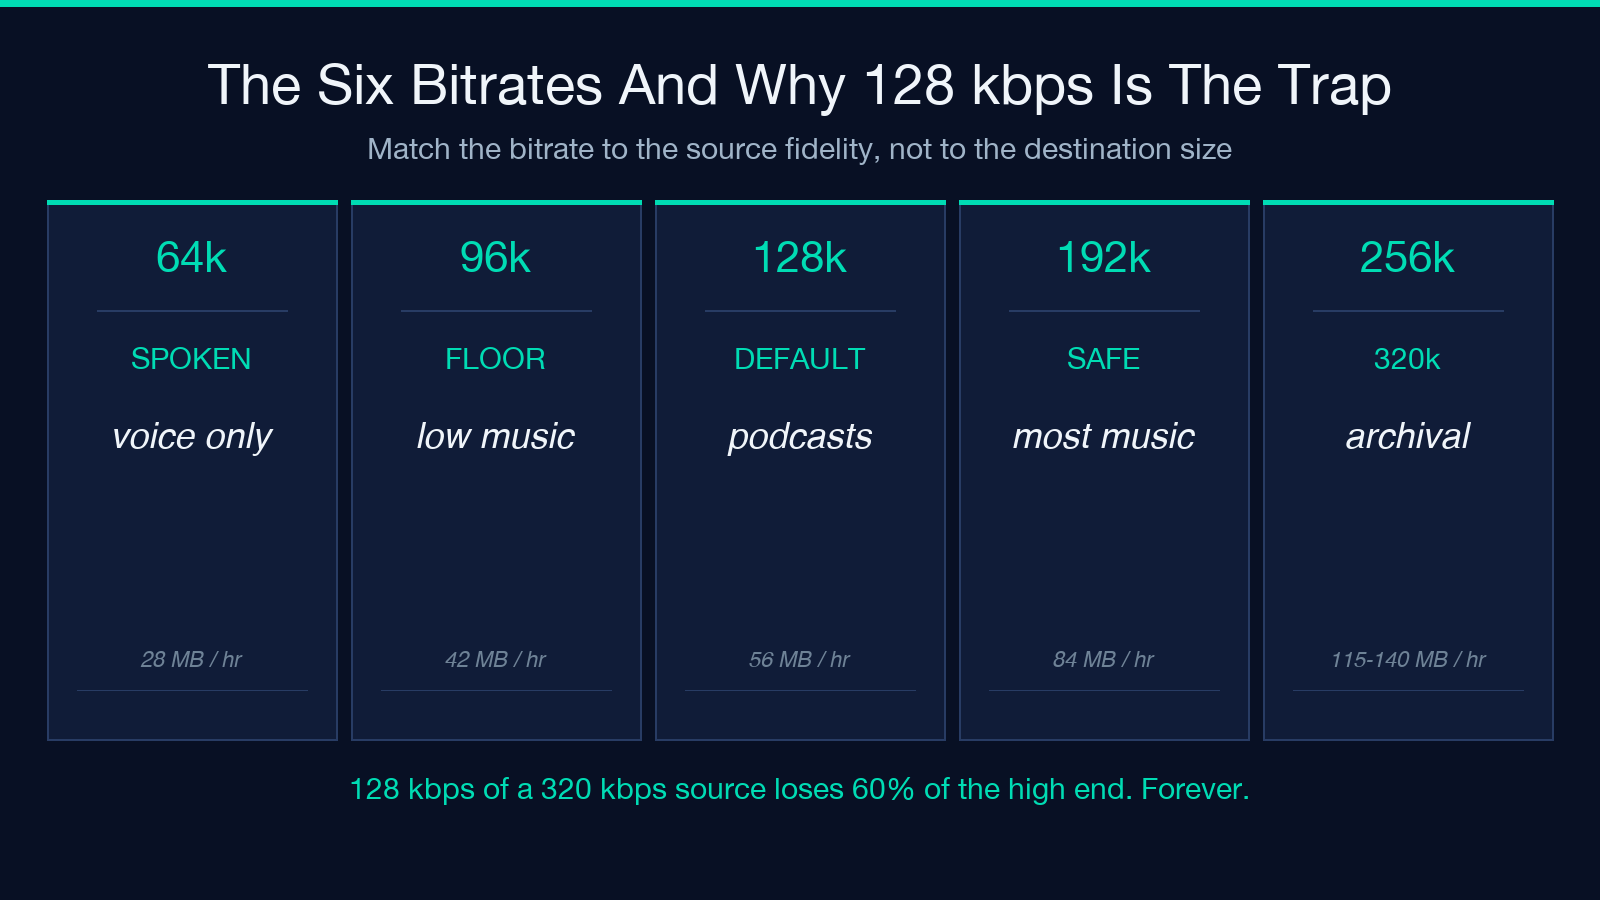 The Six Bitrates And Why 128 kbps Is The Trap
Match the bitrate to the source fidelity, not to the destination size
64k
SPOKEN
voice only
28 MB / hr
96k
FLOOR
low music
42 MB / hr
128k
DEFAULT
podcasts
56 MB / hr
192k
SAFE
most music
84 MB / hr
256k
320k
archival
115-140 MB / hr
128 kbps of a 320 kbps source loses 60% of the high end. Forever.